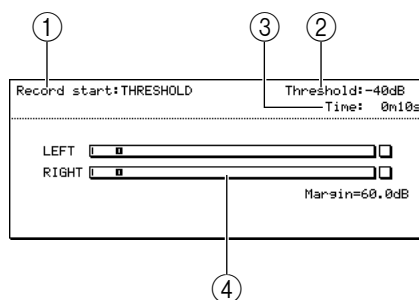 ① ③ ②
Record start:THRESHOLD Threshold:-40dB
Time: 0m10s
LEFT
RIGHT
Margin=60.0dB
④